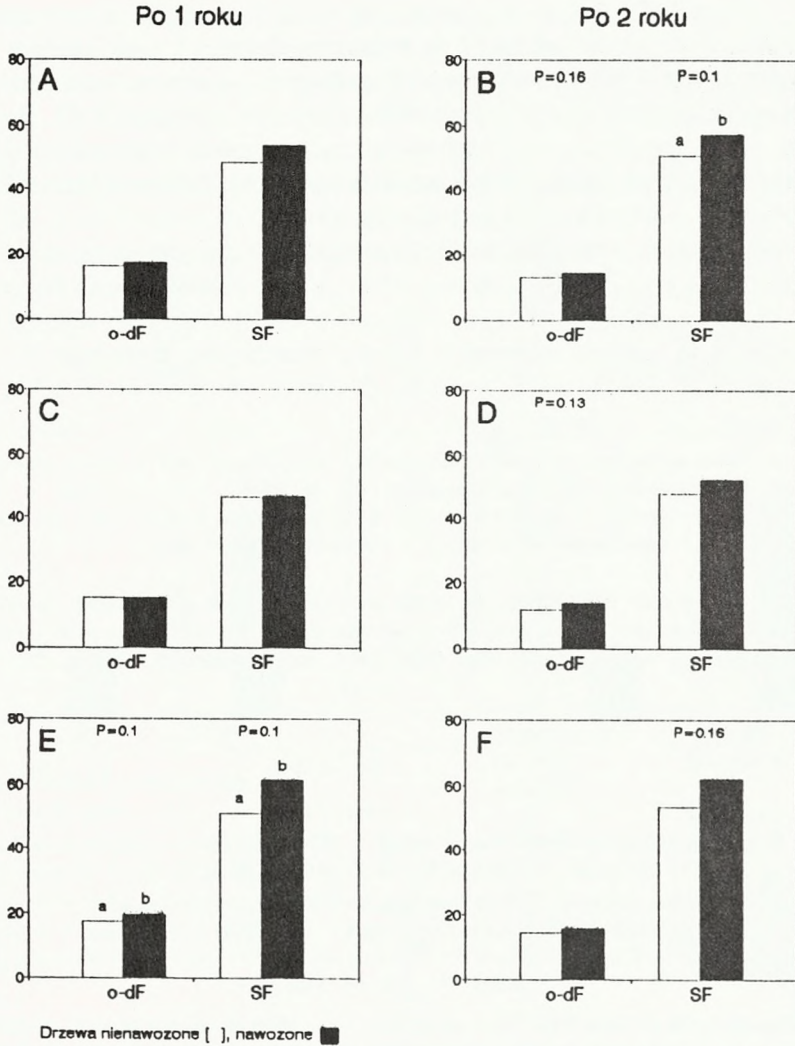 Po 1 roku
Po 2 roku
A
80
60
40
20
0
o-dF
SF
B
P=0.16
P=0.1
a
b
80
60
40
20
0
o-dF
SF
C
80
60
40
20
0
o-dF
SF
D
P=0.13
80
60
40
20
0
o-dF
SF
E
P=0.1
P=0.1
a
b
a
b
80
60
40
20
0
o-dF
SF
F
P=0.16
80
60
40
20
0
o-dF
SF
Drzewa nienawozone [ ], nawozone